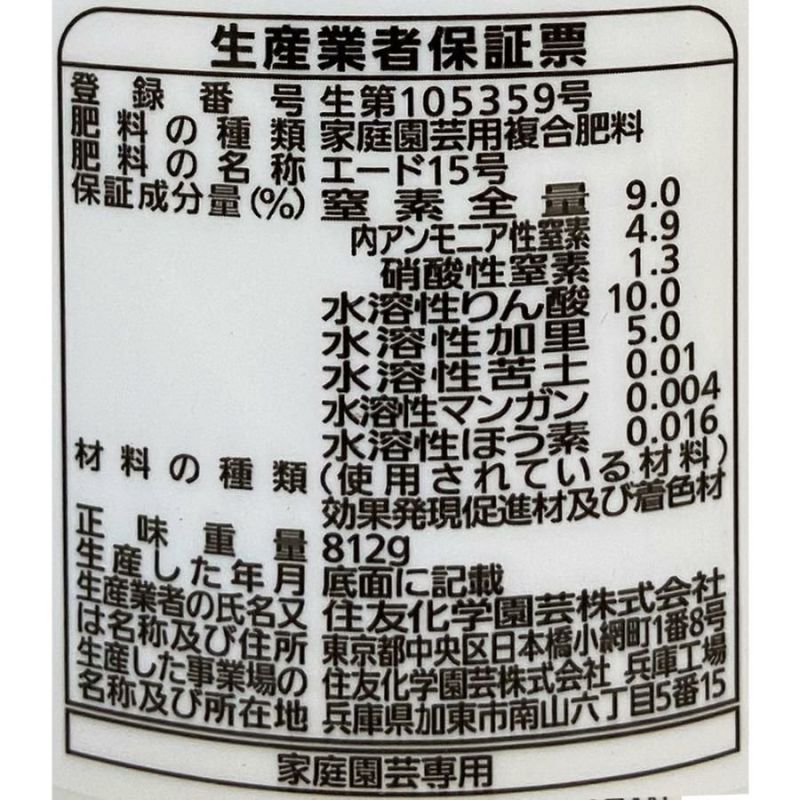 生産業者保証票
登録番号 生第105359号
肥料の種類 家庭園芸用複合肥料
肥料の名称 エード15号
保証成分量(%) 窒素全量 9.0
内アンモニア性窒素 4.9
硝酸性窒素 1.3
水溶性りん酸 10.0
水溶性加里 5.0
水溶性苦土 0.01
水溶性マンガン 0.004
水溶性ほう素 0.016
材料の種類 (使用されている材料)
効果発現促進材及び着色材
正味重量 812g
生産した年月 底面に記載
生産業者の氏名又 住友化学園芸株式会社
は名称及び住所 東京都中央区日本橋小網町1番8号
生産した事業場の 住友化学園芸株式会社 兵庫工場
名称及び所在地 兵庫県加東市南山六丁目5番15
家庭園芸専用